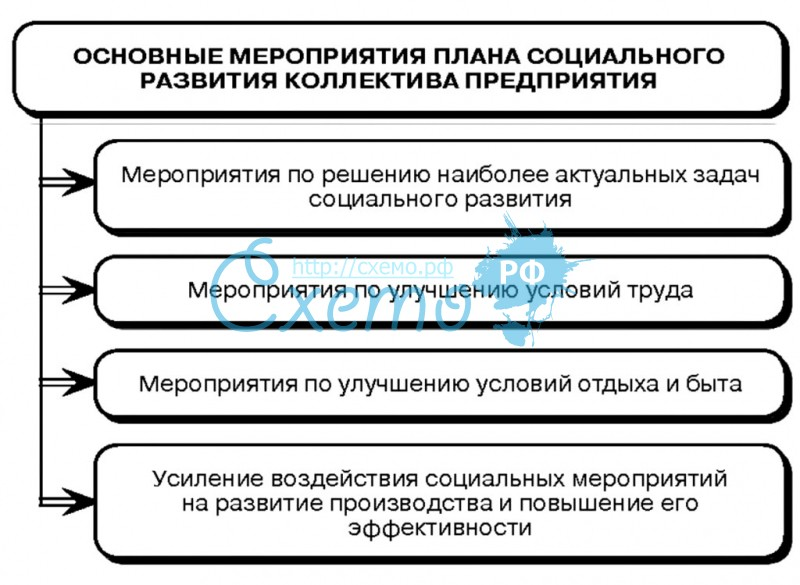 ОСНОВНЫЕ МЕРОПРИЯТИЯ ПЛАНА СОЦИАЛЬНОГО
РАЗВИТИЯ КОЛЛЕКТИВА ПРЕДПРИЯТИЯ
Мероприятия по решению наиболее актуальных задач
социального развития
http://схемо.рф
РФ
Схемо
Мероприятия по улучшению условий труда
Мероприятия по улучшению условий отдыха и быта
Усиление воздействия социальных мероприятий
на развитие производства и повышение его
эффективности